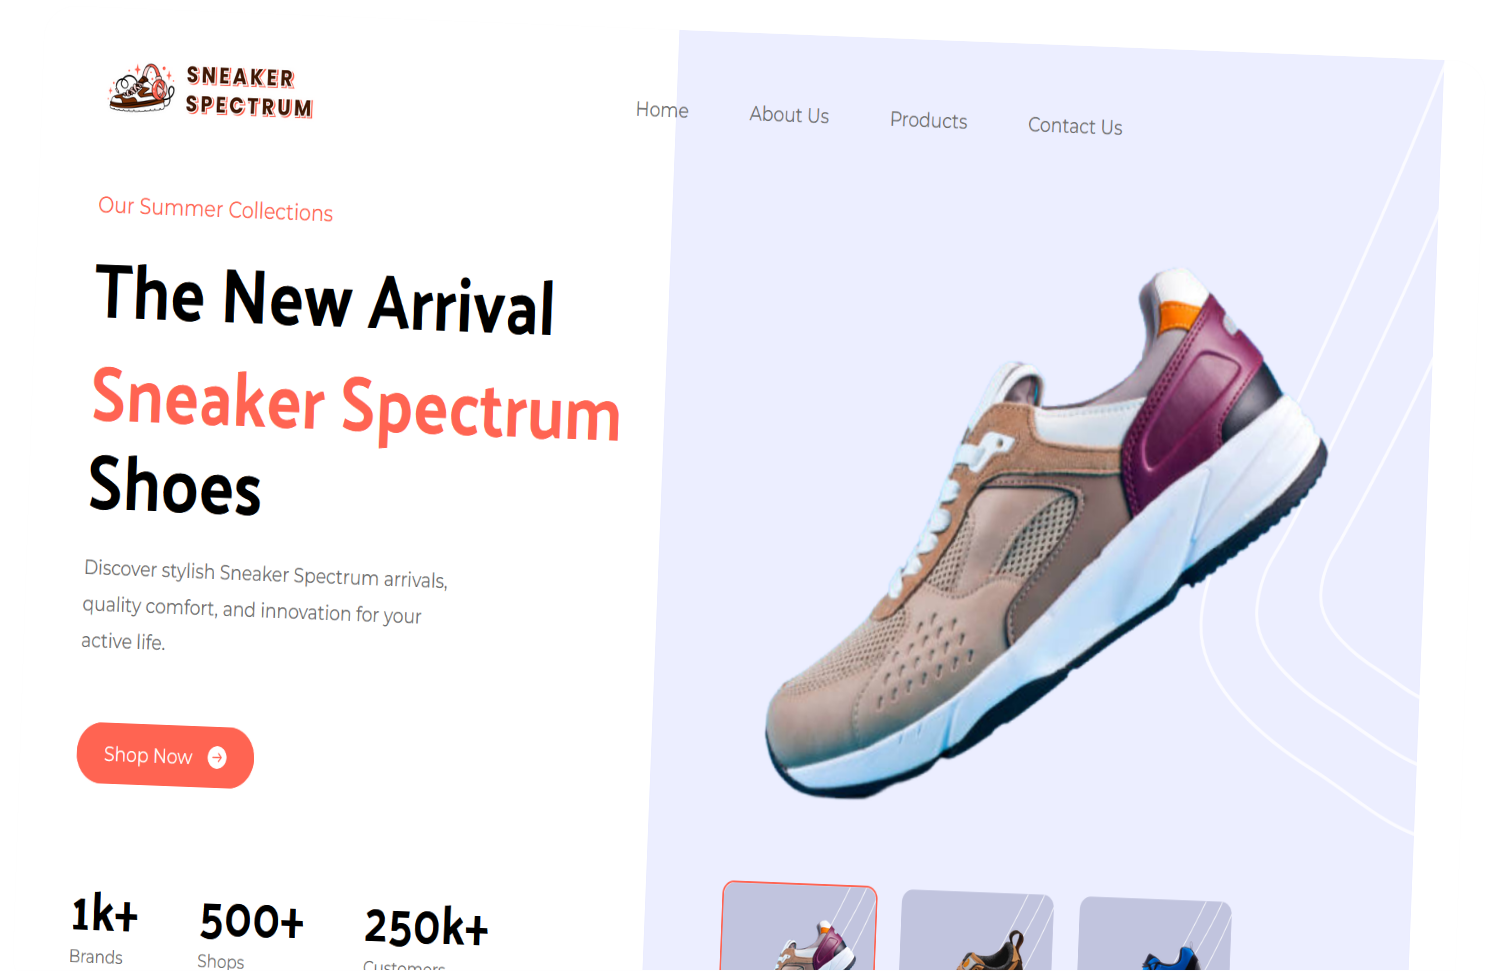 SNEAKER
SPECTRUM
Home About Us Products Contact Us
Our Summer Collections
The New Arrival
Sneaker Spectrum
Shoes
Discover stylish Sneaker Spectrum arrivals,
quality comfort, and innovation for your
active life.
Shop Now
1k+ 500+ 250k+
Brands Shops Customers